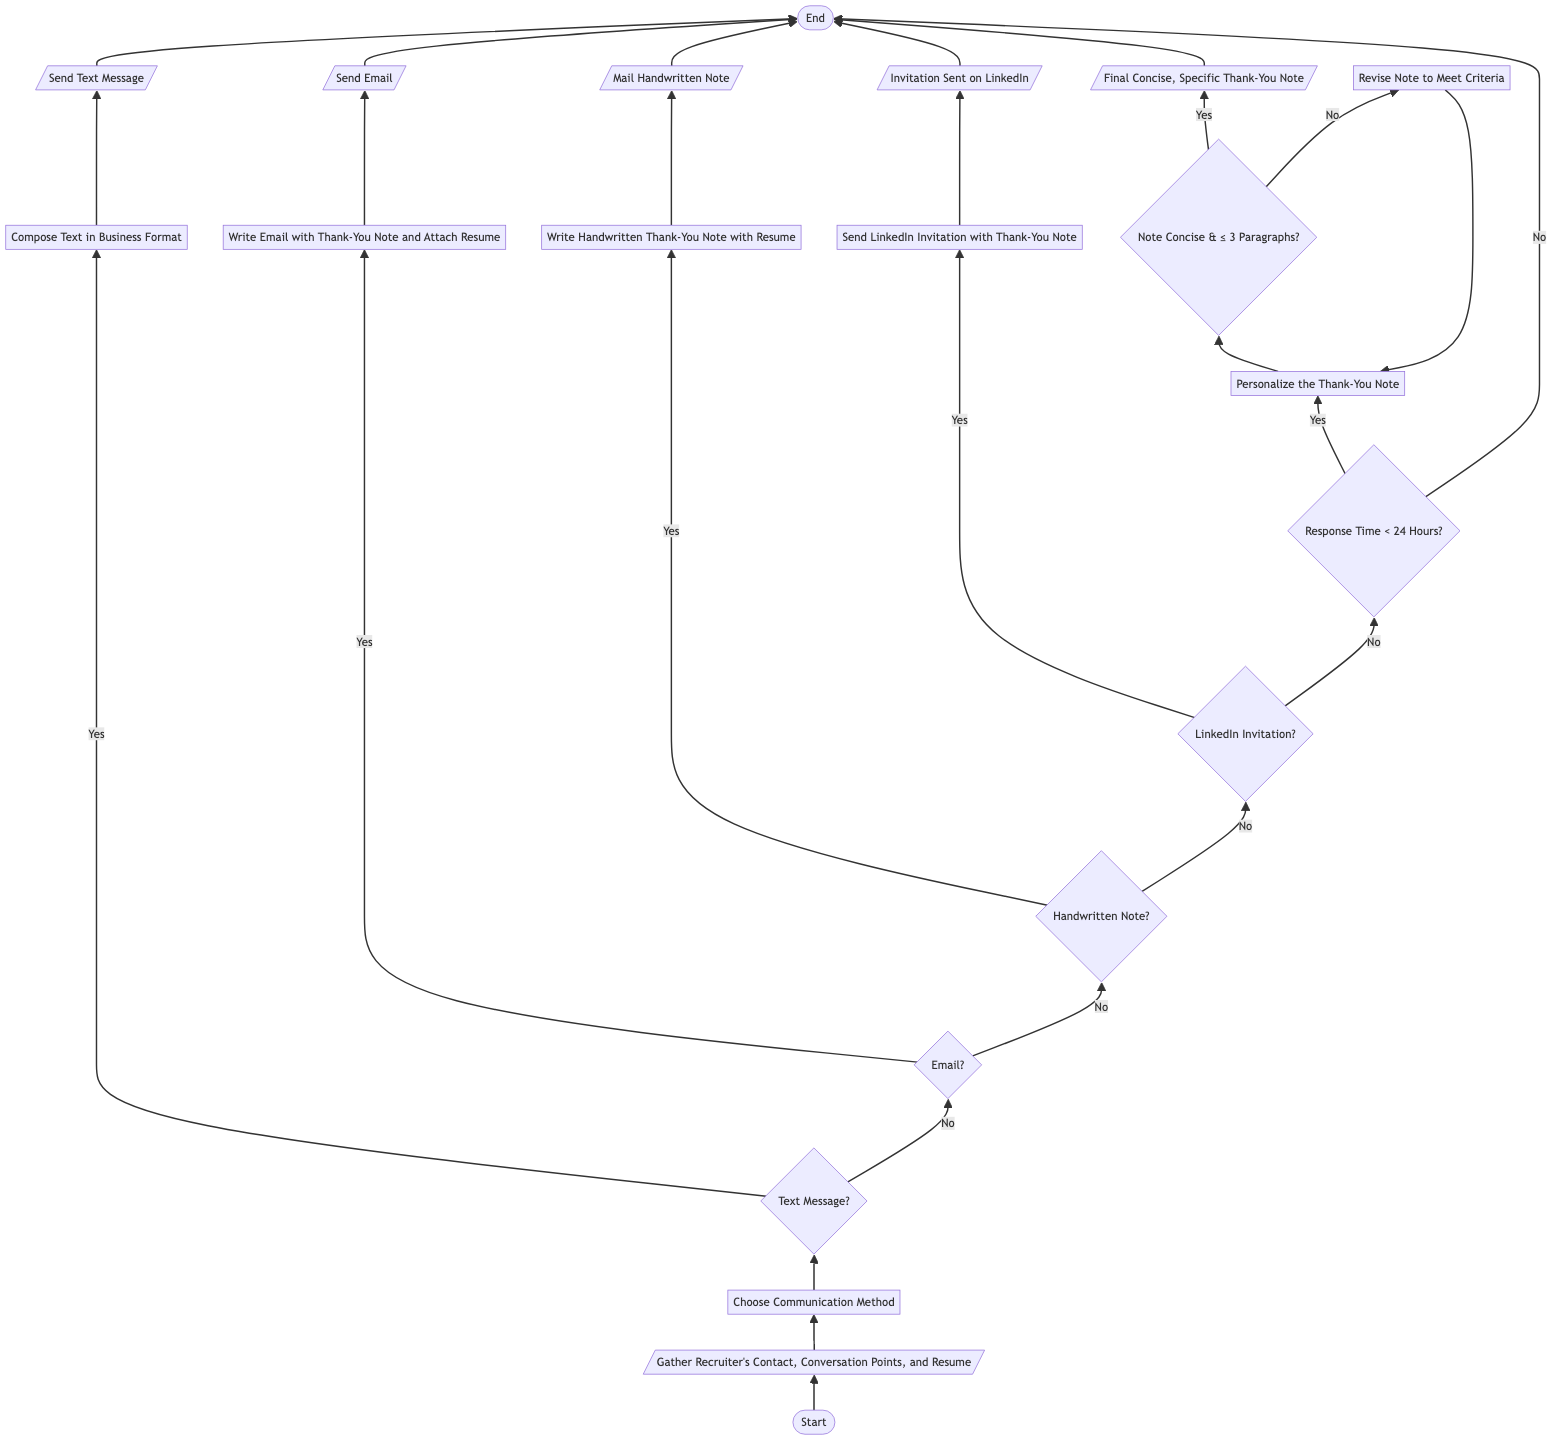 End
Send Text Message
Send Email
Mail Handwritten Note
Invitation Sent on LinkedIn
Final Concise, Specific Thank-You Note
Revise Note to Meet Criteria
Yes
No
Compose Text in Business Format
Write Email with Thank-You Note and Attach Resume
Write Handwritten Thank-You Note with Resume
Send LinkedIn Invitation with Thank-You Note
Note Concise & ≤ 3 Paragraphs?
No
Personalize the Thank-You Note
Yes
Yes
Yes
Response Time < 24 Hours?
Yes
No
Yes
LinkedIn Invitation?
No
Handwritten Note?
No
Email?
No
Text Message?
Choose Communication Method
Gather Recruiter's Contact, Conversation Points, and Resume
Start